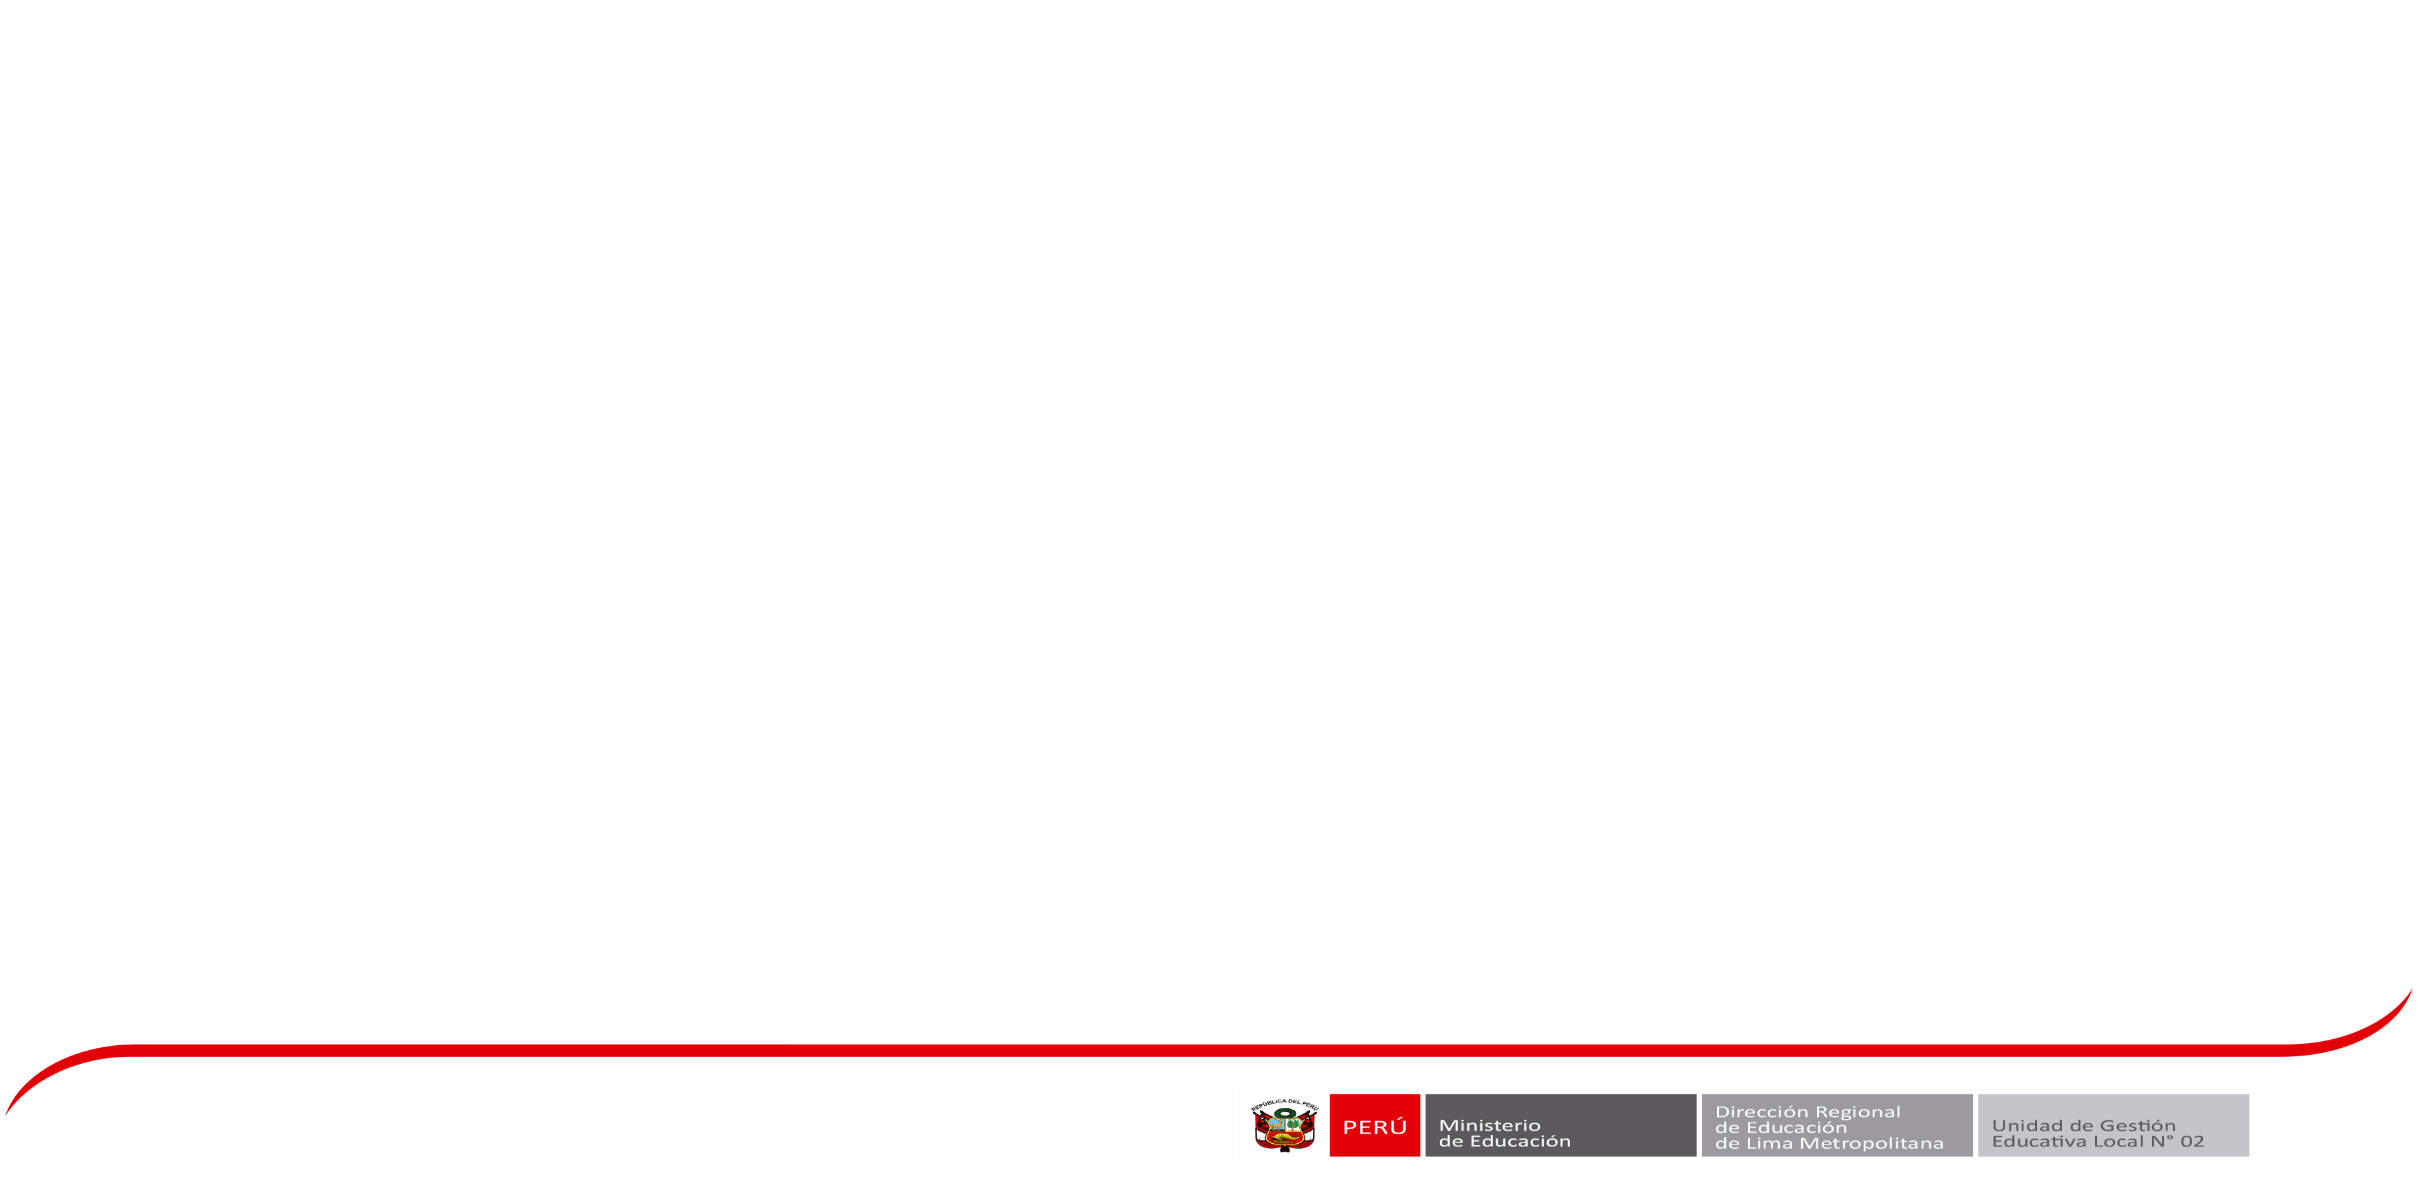 REPÚBLICA DEL PERÚ
PERÚ
Ministerio
de Educación
Dirección Regional
de Educación
de Lima Metropolitana
Unidad de Gestión
Educativa Local N° 02